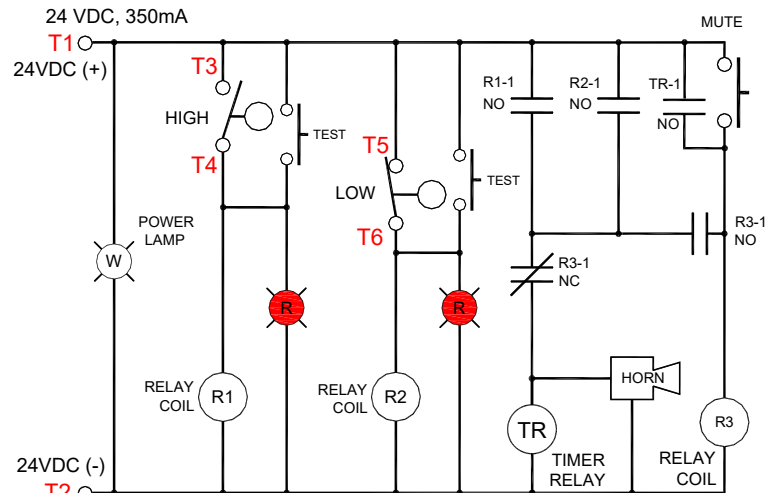 24 VDC, 350mA
T1
24VDC (+)
MUTE
T3
HIGH
T4
TEST
T5
LOW
T6
TEST
R1-1
NO
R2-1
NO
TR-1
NO
R3-1
NO
R3-1
NC
POWER
LAMP
W
R
R
RELAY
COIL
R1
RELAY
COIL
R2
HORN
TR
TIMER
RELAY
R3
RELAY
COIL
24VDC (-)
T2